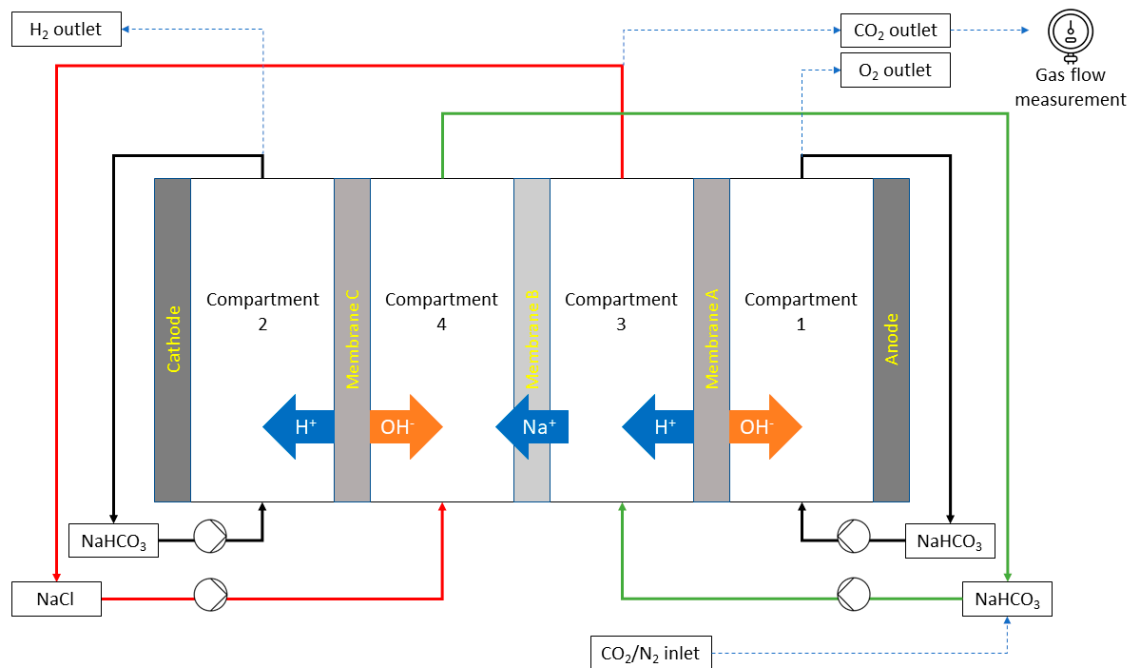 H₂ outlet
CO₂ outlet
O₂ outlet
Gas flow
measurement
Cathode
Compartment
2
Membrane C
Compartment
4
Membrane B
Compartment
3
Membrane A
Compartment
1
Anode
H⁺
OH⁻
Na⁺
H⁺
OH⁻
NaHCO₃
NaHCO₃
NaCl
NaHCO₃
CO₂/N₂ inlet